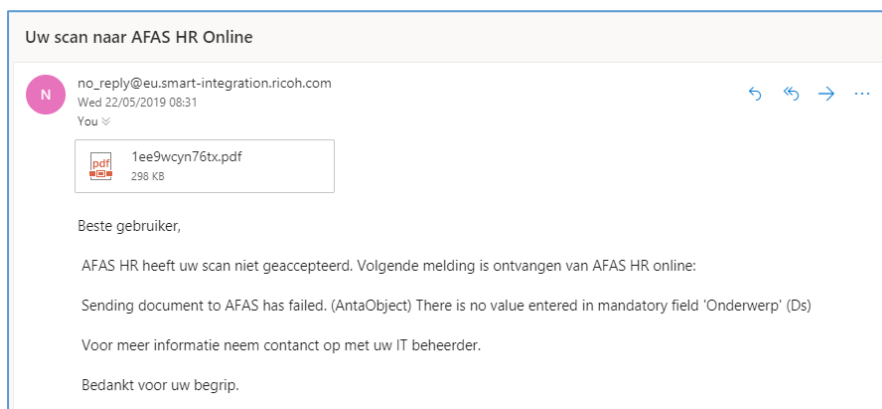 Uw scan naar AFAS HR Online
N
no_reply@eu.smart-integration.ricoh.com
Wed 22/05/2019 08:31
You
pdf
1ee9wcyn76tx.pdf
298 KB
Beste gebruiker,
AFAS HR heeft uw scan niet geaccepteerd. Volgende melding is ontvangen van AFAS HR online:
Sending document to AFAS has failed. (AntaObject) There is no value entered in mandatory field 'Onderwerp' (Ds)
Voor meer informatie neem contanct op met uw IT beheerder.
Bedankt voor uw begrip.